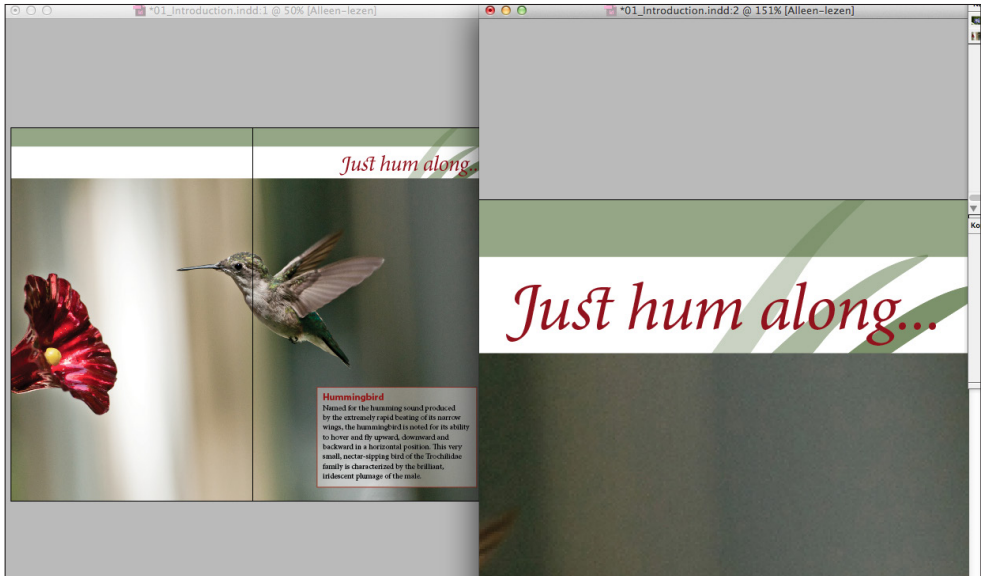 *01_Introduction.indd:1 @ 50% [Alleen-lezen]
*01_Introduction.indd:2 @ 151% [Alleen-lezen]
Just hum along...
Hummingbird
Named for the humming sound produced
by the extremely rapid beating of its narrow
wings, the hummingbird is noted for its ability
to hover and fly upward, downward and
backward in a horizontal position. This very
small, nectar-sipping bird of the Trochilidae
family is characterized by the brilliant,
iridescent plumage of the male.
Just hum along...
Ko